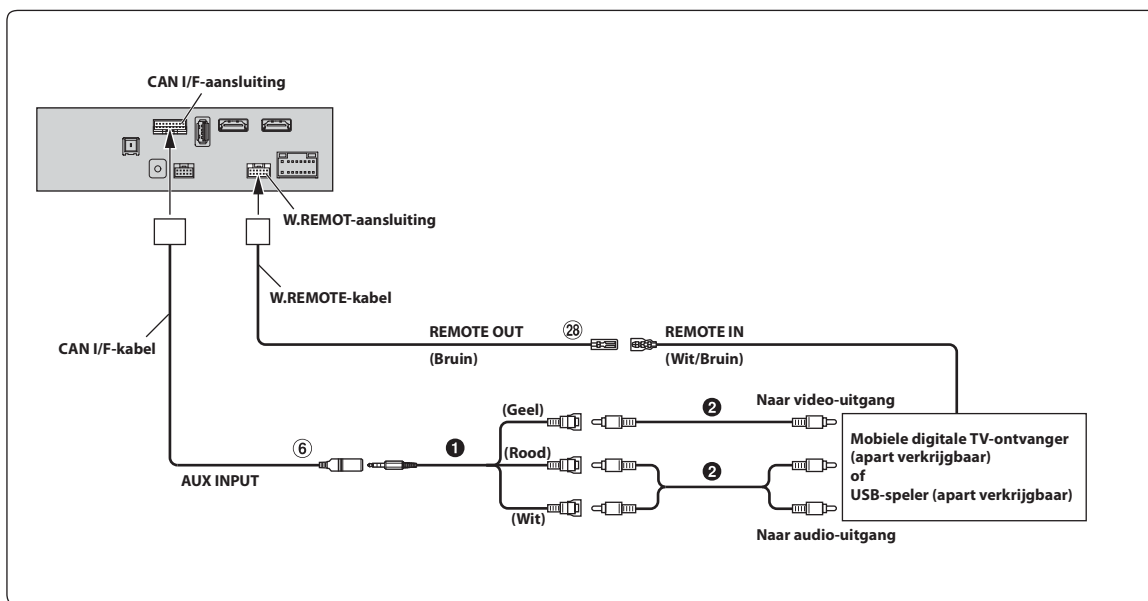 CAN I/F-aansluiting
W.REMOT-aansluiting
W.REMOTE-kabel
CAN I/F-kabel
REMOTE OUT
(Bruin)
㉘
REMOTE IN
(Wit/Bruin)
(Geel)
❷
Naar video-uitgang
⑥
AUX INPUT
❶
(Rood)
❷
(Wit)
Mobiele digitale TV-ontvanger
(apart verkrijgbaar)
of
USB-speler (apart verkrijgbaar)
Naar audio-uitgang